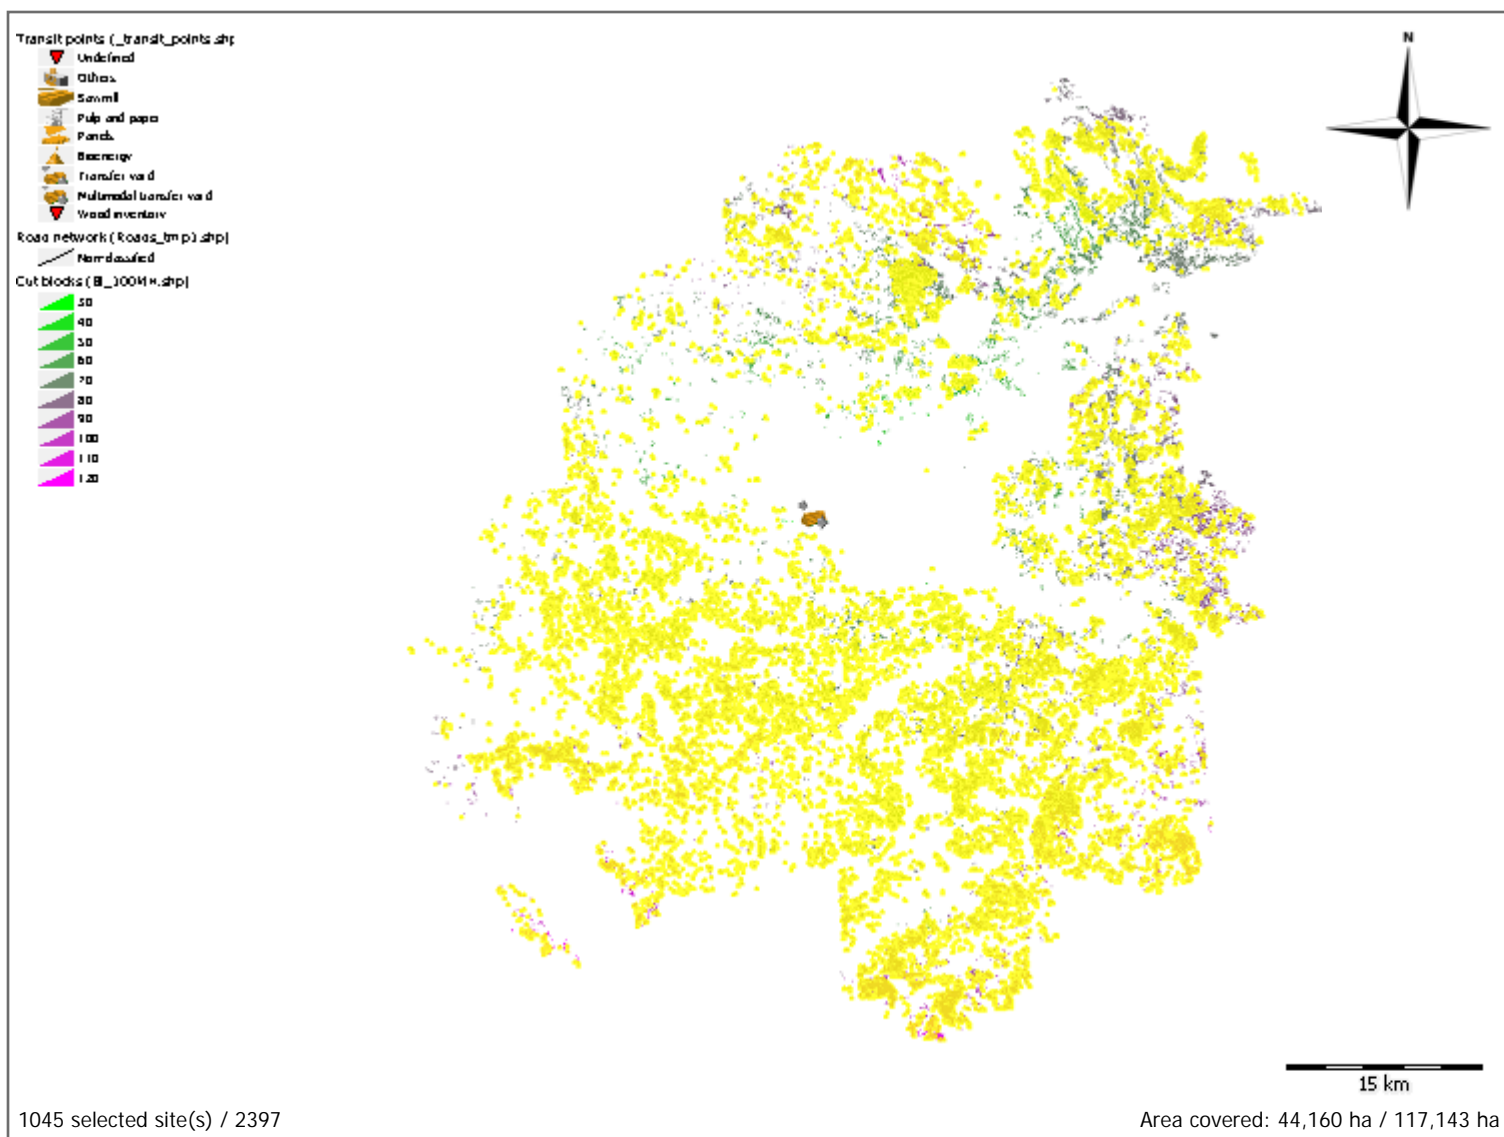 Transit points (_transit_points.shp
Undefined
Others
Sawmill
Pulp and paper
Panels
Bioenergy
Transfer yard
Multimodal transfer yard
Wood inventory
Road network (Roads_tmp3.shp)
Non-classified
Cut blocks (
50
40
50
60
70
80
90
100
110
120
N
15 km
1045 selected site(s) / 2397
Area covered: 44,160 ha / 117,143 ha